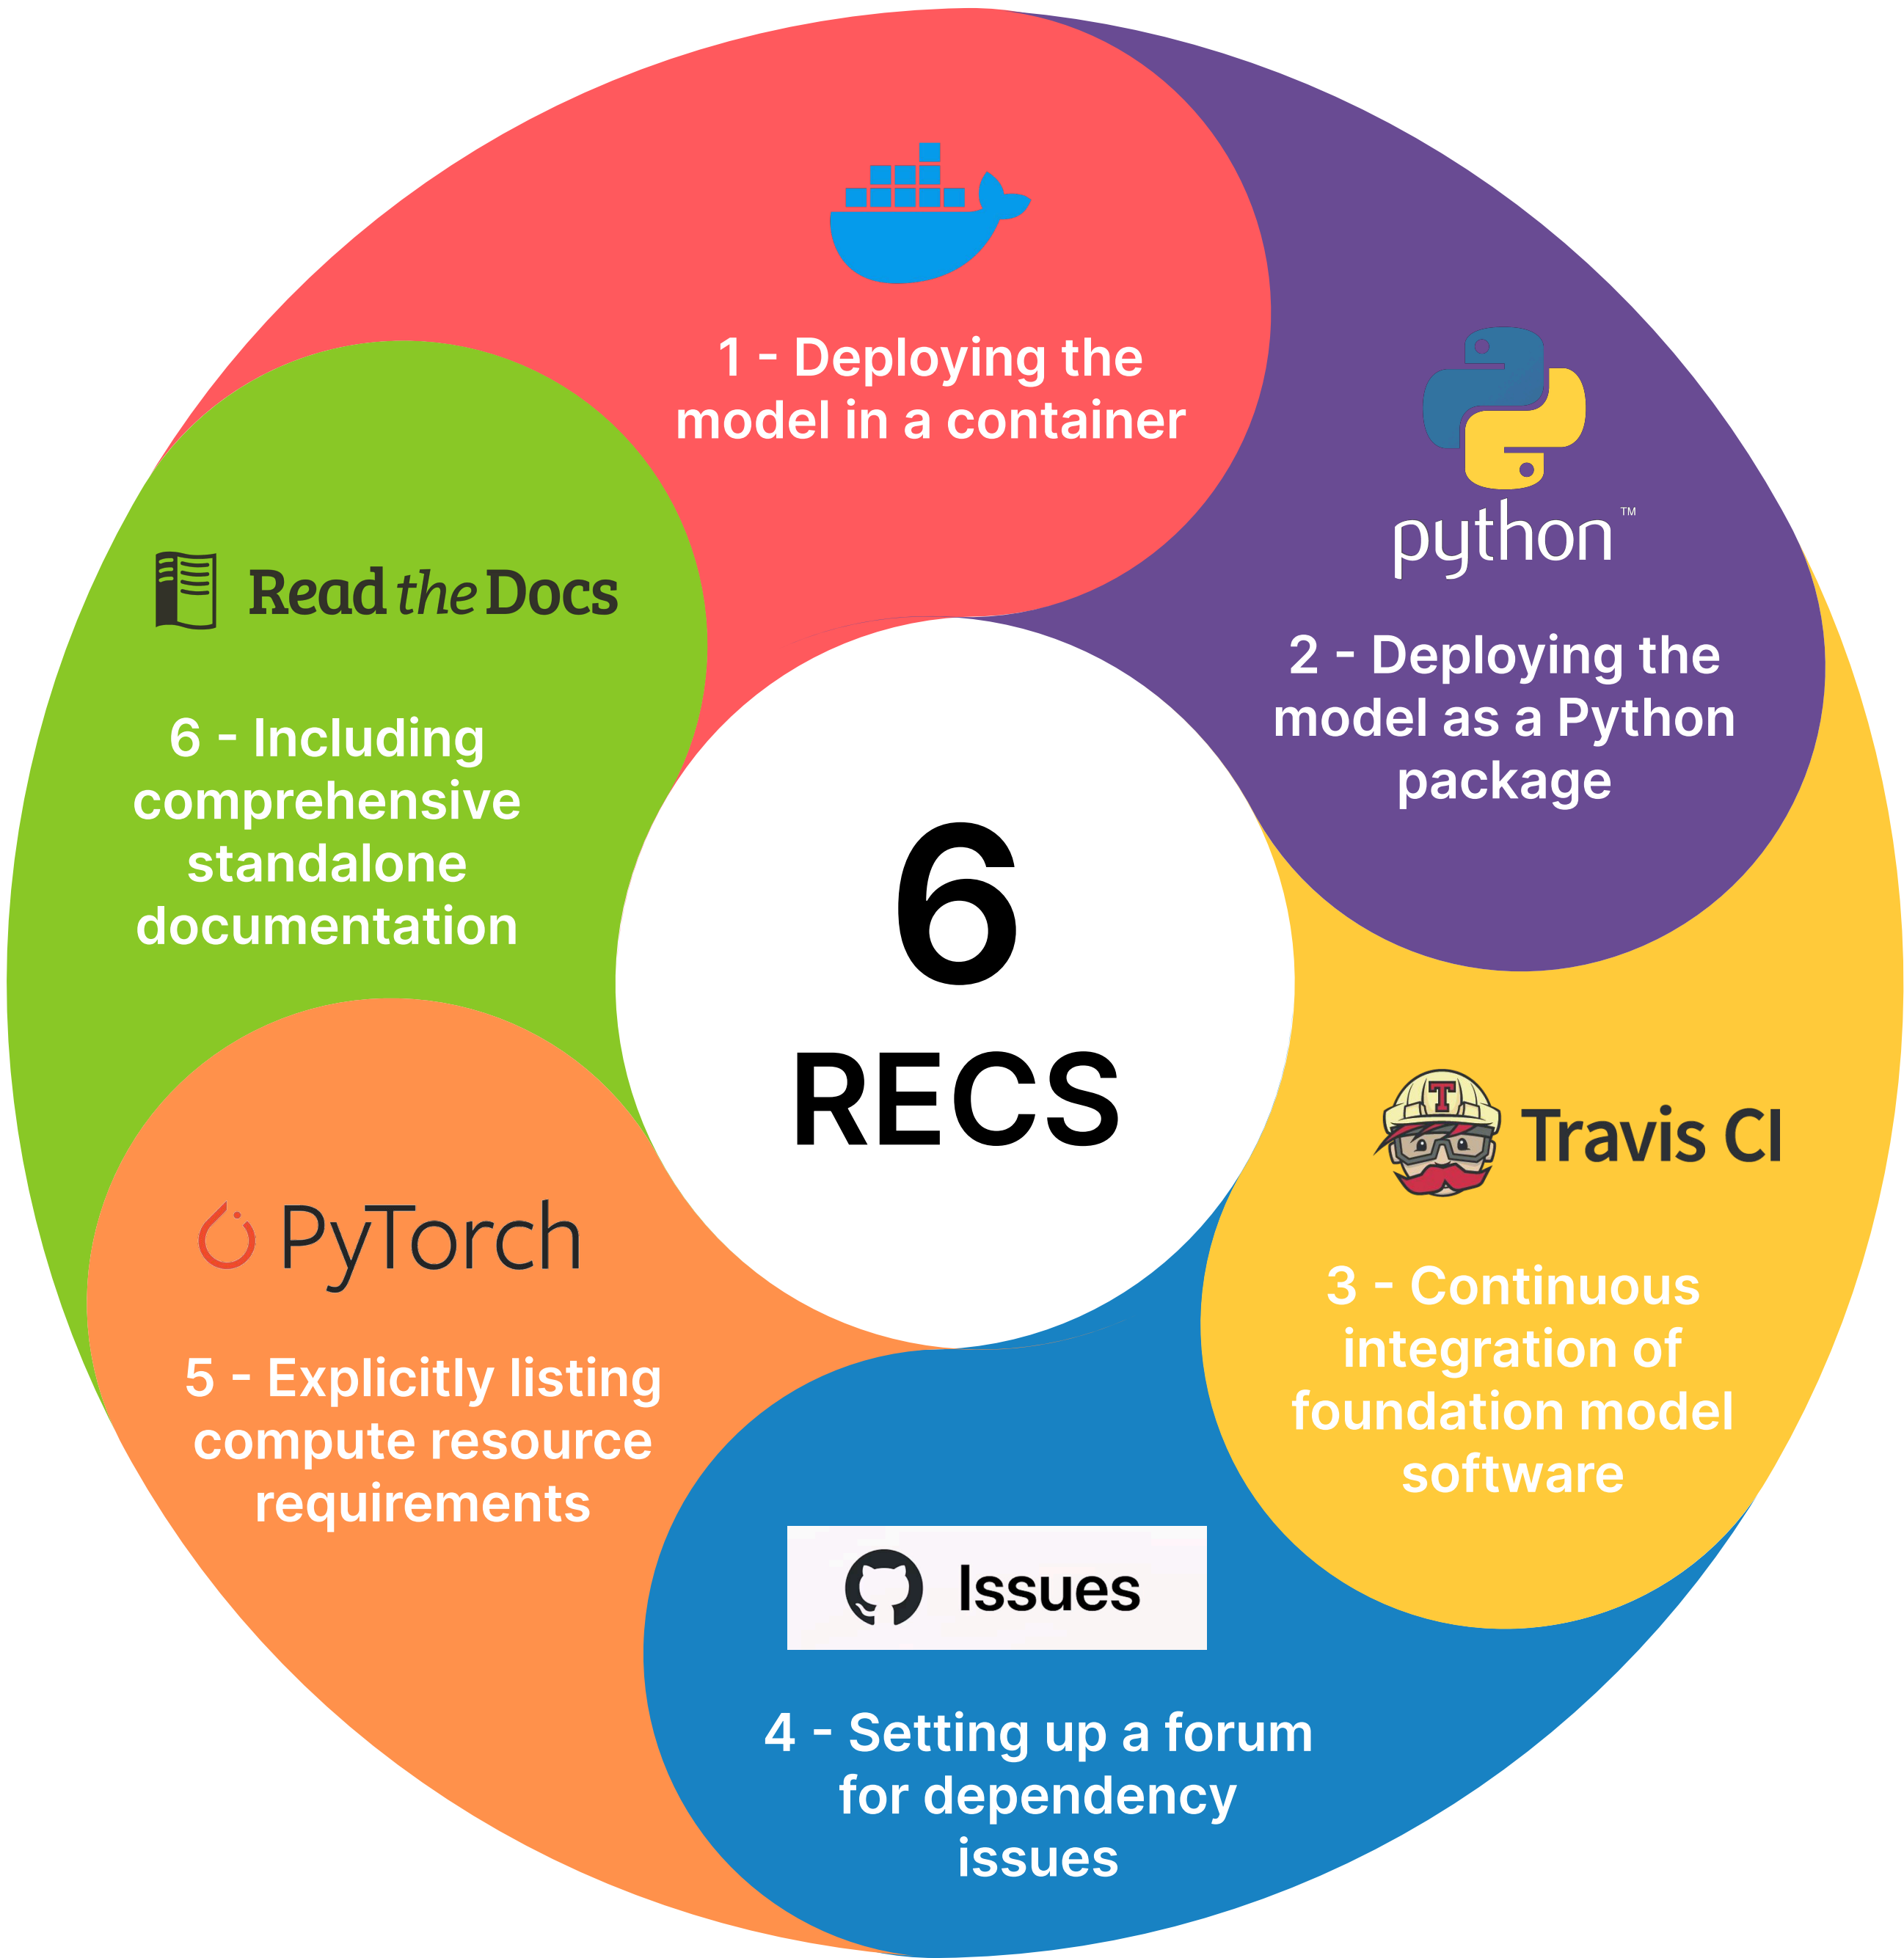 1 - Deploying the
model in a container
python
TM
2 - Deploying the
model as a Python
package
T
Travis CI
3 - Continuous
integration of
foundation model
software
Issues
4 - Setting up a forum
for dependency
issues
PyTorch
5 - Explicitly listing
compute resource
requirements
Read the Docs
6 - Including
comprehensive
standalone
documentation
6
RECS